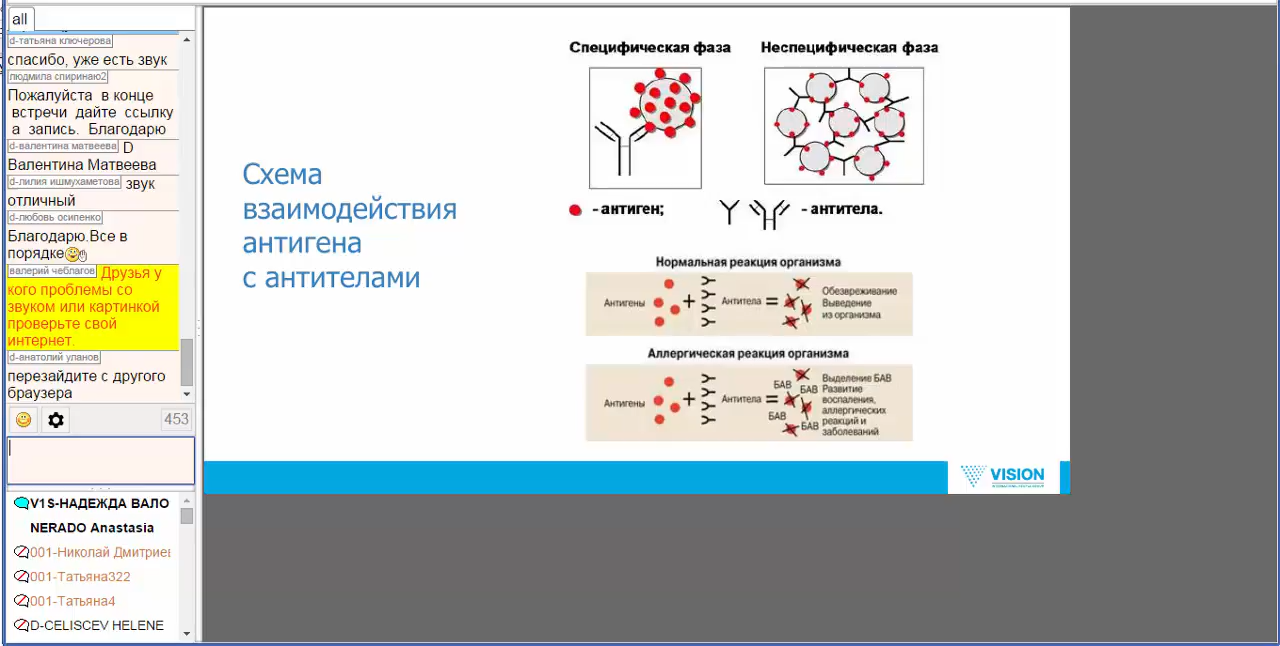 all
d-татьяна ключерова
спасибо, уже есть звук
людмила спиринаю2
Пожалуйста в конце
встречи дайте ссылку
а запись. Благодарю
d-валентина матвеева D
Валентина Матвеева
d-лилия ишмухаметова звук
отличный
d-любовь осипенко
Благодарю.Все в
порядке
валерий чеблагов Друзья у
кого проблемы со
звуком или картинкой
проверьте свой
интернет.
d-анатолий уланов
перезайдите с другого
браузера
453
V1S-НАДЕЖДА ВАЛО
NERADO Anastasia
001-Николай Дмитриев
001-Татьяна322
001-Татьяна4
D-CELISCEV HELENE
Схема
взаимодействия
антигена
с антителами
Специфическая фаза
Неспецифическая фаза
- антиген;
- антитела.
Нормальная реакция организма
Антигены + Антитела =
Обезвреживание
Выведение
из организма
Аллергическая реакция организма
Антигены + Антитела =
БАВ
БАВ
БАВ
БАВ
Выделение БАВ
Развитие
воспаления,
аллергических
реакций и
заболеваний
VISION